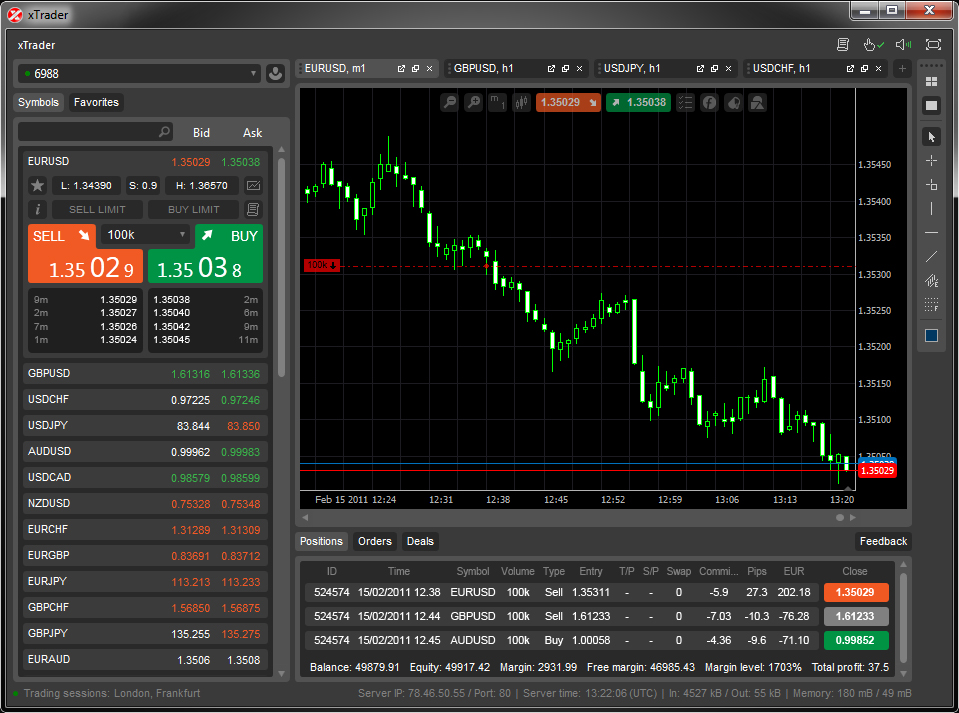 xTrader
xTrader
6988
Symbols Favorites
Bid Ask
EURUSD 1.35029 1.35038
L: 1.34390 S: 0.9 H: 1.36570
i SELL LIMIT BUY LIMIT
SELL 100k BUY
1.35 02 9 1.35 03 8
9m 1.35029 1.35038 2m
2m 1.35027 1.35040 6m
7m 1.35026 1.35042 9m
1m 1.35024 1.35045 11m
GBPUSD 1.61316 1.61336
USDCHF 0.97225 0.97246
USDJPY 83.844 83.850
AUDUSD 0.99962 0.99983
USDCAD 0.98579 0.98599
NZDUSD 0.75328 0.75348
EURCHF 1.31289 1.31309
EURGBP 0.83691 0.83712
EURJPY 113.213 113.233
GBPCHF 1.56850 1.56875
GBPJPY 135.255 135.275
EURAUD 1.3506 1.3508
EURUSD, m1 GBPUSD, h1 USDJPY, h1 USDCHF, h1
m1 1.35029 1.35038
1.35450
1.35400
1.35350
1.35300
1.35250
1.35200
1.35150
1.35100
1.35050
1.35029
100k
Feb 15 2011 12:24 12:31 12:38 12:45 12:52 12:59 13:06 13:13 13:20
E
F
Positions Orders Deals Feedback
ID Time Symbol Volume Type Entry T/P S/P Swap Commi... Pips EUR Close
524574 15/02/2011 12.38 EURUSD 100k Sell 1.35311 - - 0 -5.9 27.3 202.18 1.35029
524574 15/02/2011 12.44 GBPUSD 100k Sell 1.61233 - - 0 -7.03 -10.3 -76.28 1.61233
524574 15/02/2011 12.45 AUDUSD 100k Buy 1.00058 - - 0 -4.36 -9.6 -71.10 0.99852
Balance: 49879.91 Equity: 49917.42 Margin: 2931.99 Free margin: 46985.43 Margin level: 1703% Total profit: 37.5
Trading sessions: London, Frankfurt
Server IP: 78.46.50.55 / Port: 80 | Server time: 13:22:06 (UTC) | In: 4527 kB / Out: 55 kB | Memory: 180 mB / 49 mB